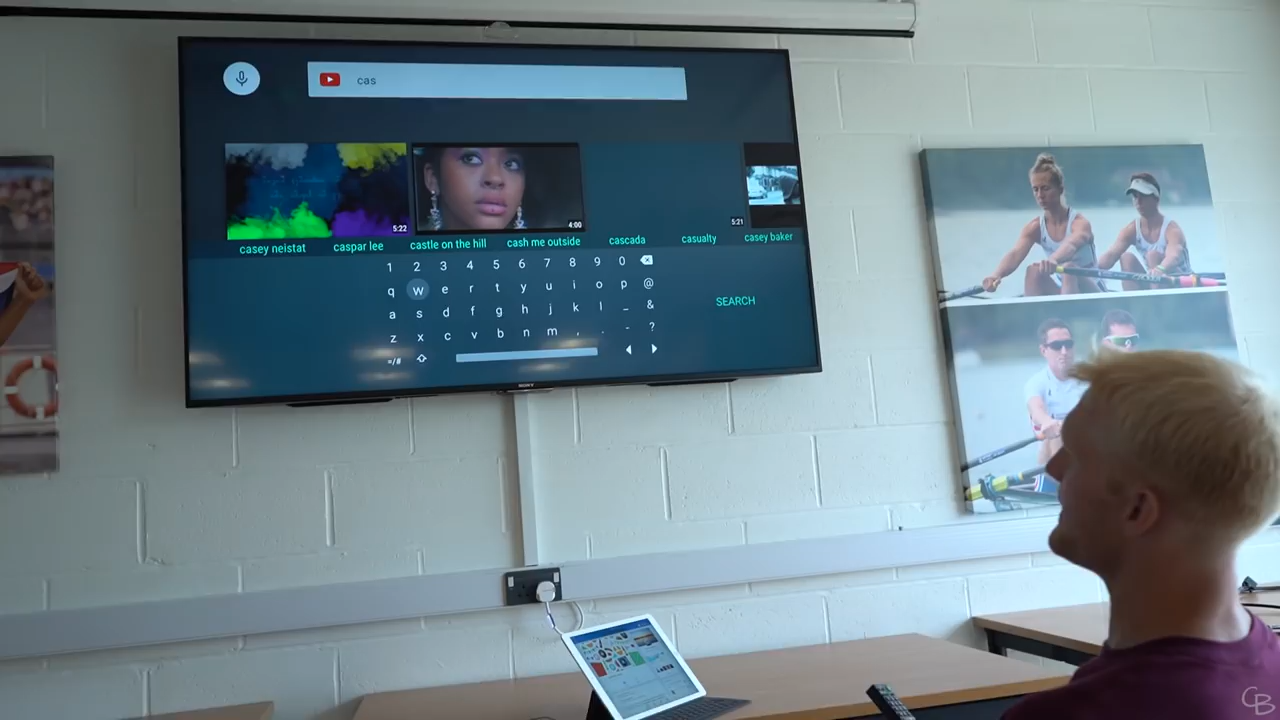 cas
5:22
4:00
5:21
casey neistat caspar lee castle on the hill cash me outside cascada casualty casey baker
1 2 3 4 5 6 7 8 9 0
q w e r t y u i o p @
a s d f g h j k l _ &
SEARCH
z x c v b n m , . - ?
=/#
SONY
CB